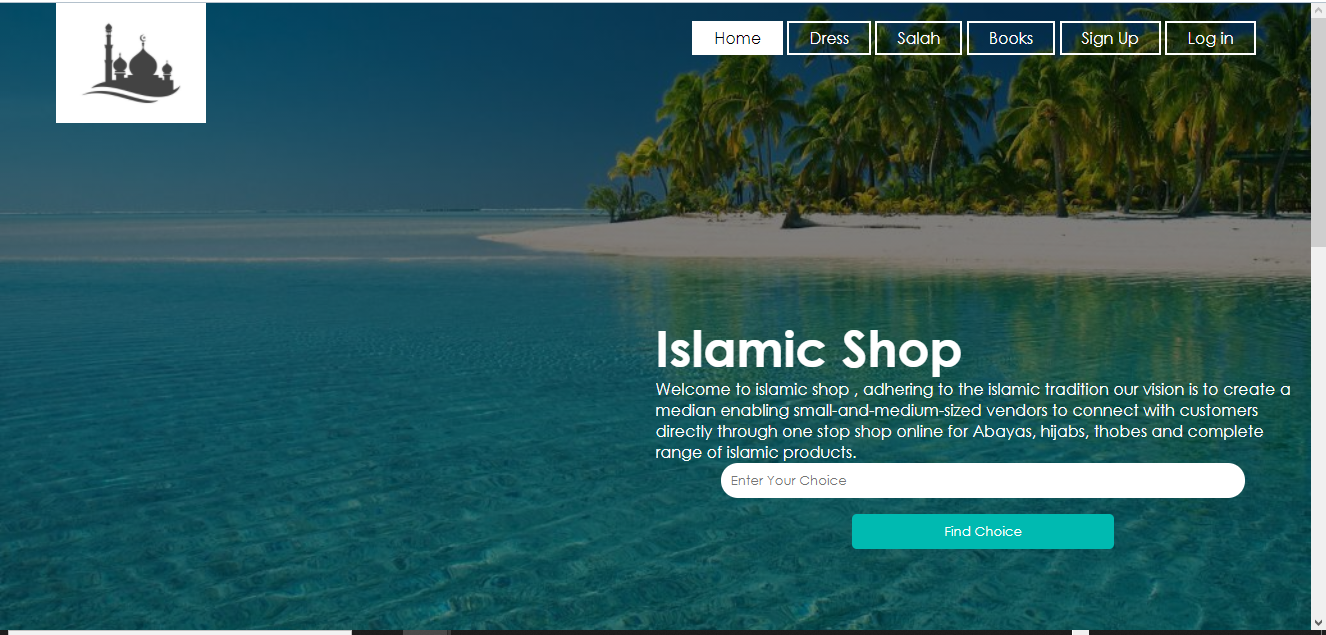 Home Dress Salah Books Sign Up Log in
Islamic Shop
Welcome to islamic shop , adhering to the islamic tradition our vision is to create a
median enabling small-and-medium-sized vendors to connect with customers
directly through one stop shop online for Abayas, hijabs, thobes and complete
range of islamic products.
Enter Your Choice
Find Choice